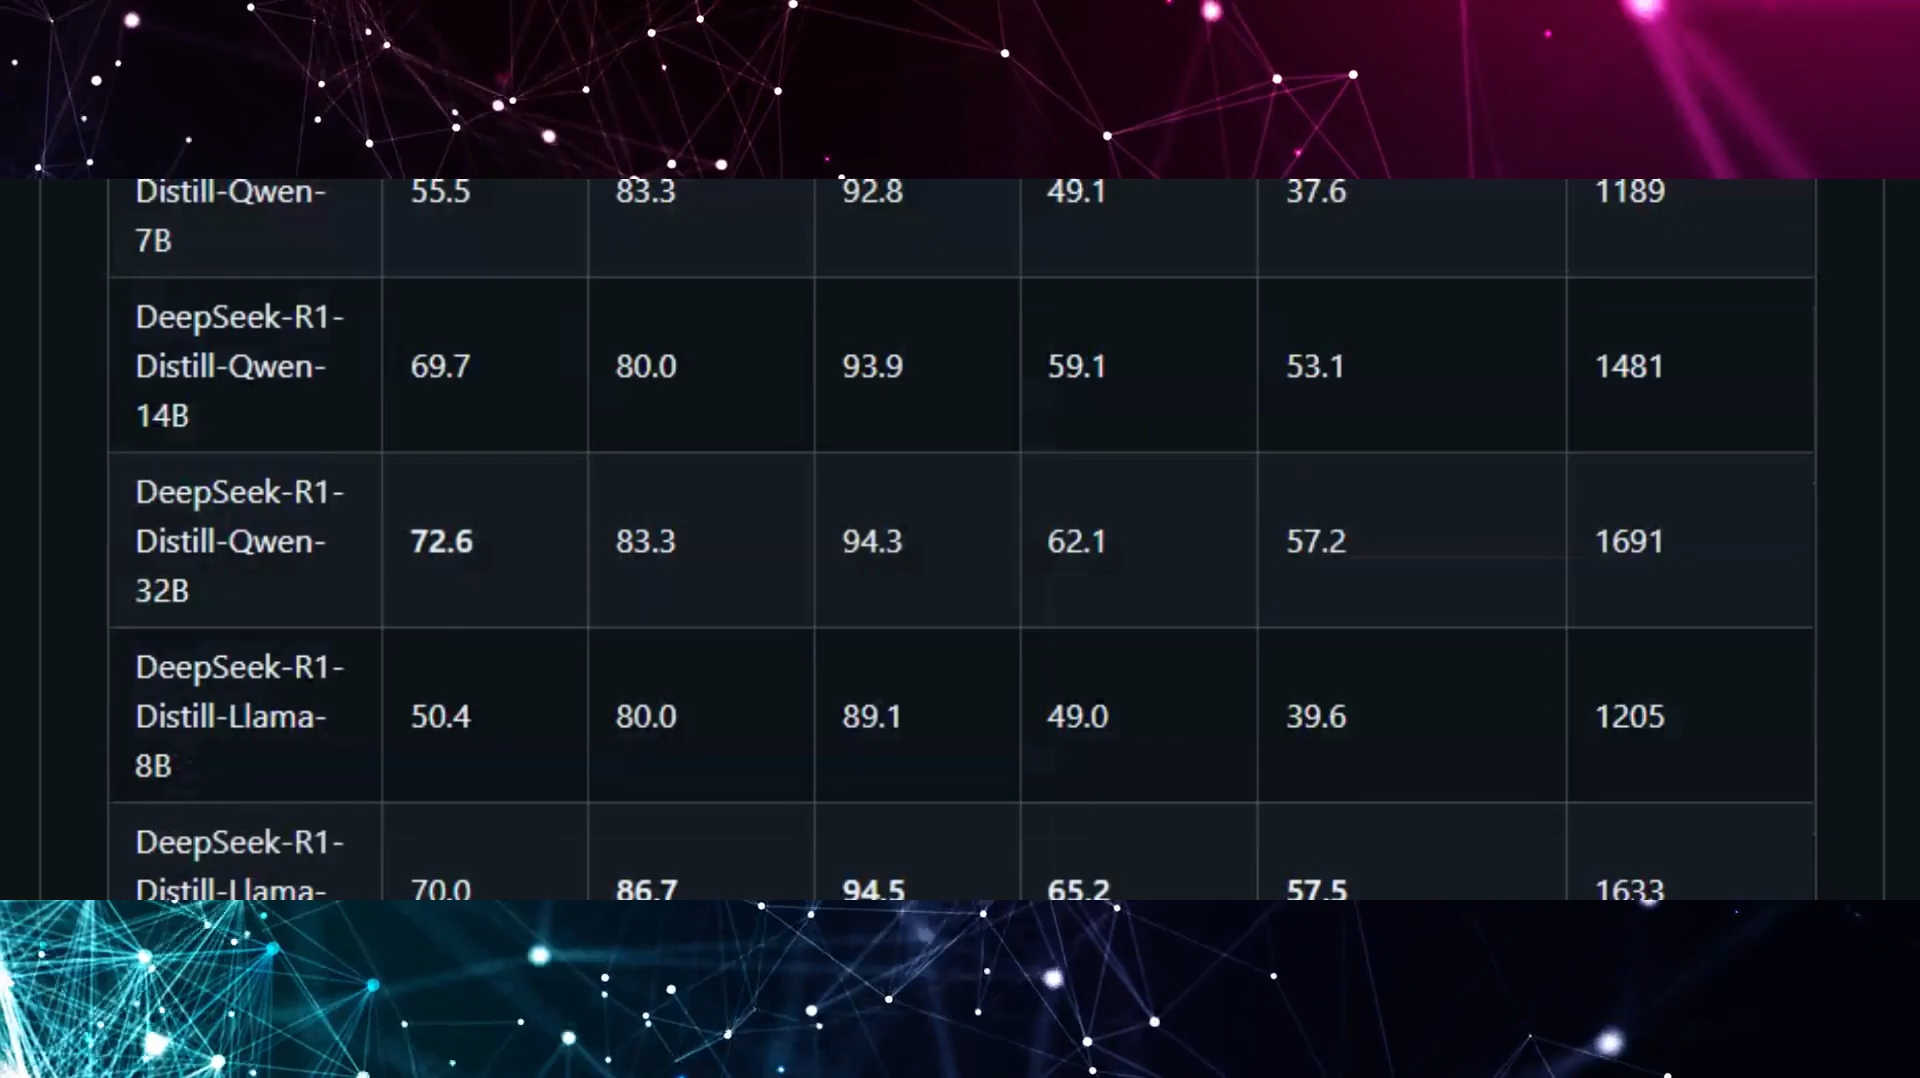 Distill-Qwen- 55.5 83.3 92.8 49.1 37.6 1189
7B
DeepSeek-R1-
Distill-Qwen- 69.7 80.0 93.9 59.1 53.1 1481
14B
DeepSeek-R1-
Distill-Qwen- 72.6 83.3 94.3 62.1 57.2 1691
32B
DeepSeek-R1-
Distill-Llama- 50.4 80.0 89.1 49.0 39.6 1205
8B
DeepSeek-R1-
Distill-Llama- 70.0 86.7 94.5 65.2 57.5 1633